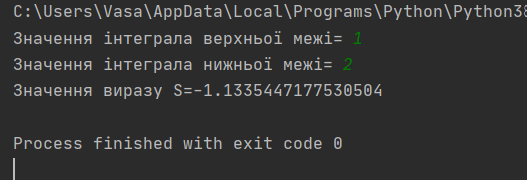 C:\Users\Vasa\AppData\Local\Programs\Python\Python38
Значення інтеграла верхньої межі= 1
Значення інтеграла нижньої межі= 2
Значення виразу S=-1.1335447177530504
Process finished with exit code 0